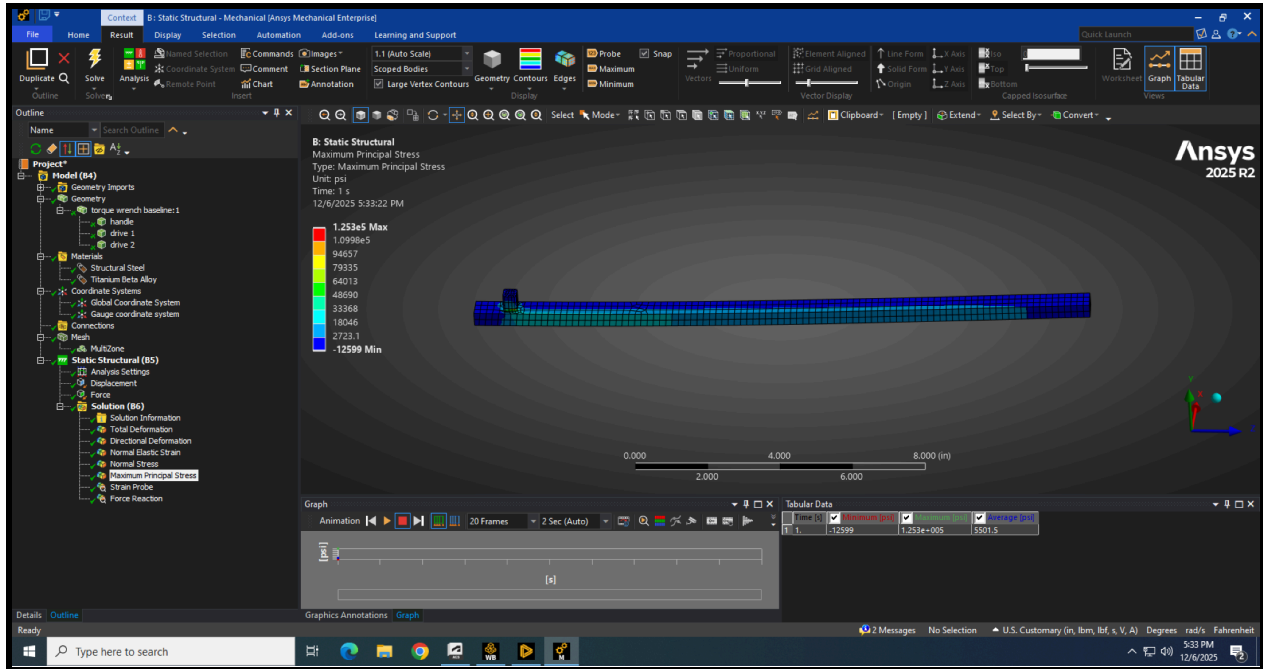 Context B: Static Structural - Mechanical [Ansys Mechanical Enterprise]
File Home Result Display Selection Automation Add-ons Learning and Support Quick Launch
Duplicate Q Solve Analysis
Named Selection
Coordinate System
Remote Point
Commands
Comment
Chart
Images
Section Plane
Annotation
1.1 (Auto Scale)
Scoped Bodies
Large Vertex Contours
Geometry Contours Edges
Probe
Maximum
Minimum
Snap
Vectors
Proportional
Uniform
Element Aligned
Grid Aligned
Line Form
Solid Form
Origin
X Axis
Y Axis
Z Axis
Iso
Top
Bottom
Worksheet Graph Tabular Data
Outline Solve Insert Display Vector Display Capped Isosurface Views
Outline
Name Search Outline
Select Mode Clipboard [Empty] Extend Select By Convert
Project*
Model (B4)
Geometry Imports
Geometry
torque wrench baseline:1
handle
drive 1
drive 2
Materials
Structural Steel
Titanium Beta Alloy
Coordinate Systems
Global Coordinate System
Gauge coordinate system
Connections
Mesh
MultiZone
Static Structural (B5)
Analysis Settings
Displacement
Force
Solution (B6)
Solution Information
Total Deformation
Directional Deformation
Normal Elastic Strain
Normal Stress
Maximum Principal Stress
Strain Probe
Force Reaction
B: Static Structural
Maximum Principal Stress
Type: Maximum Principal Stress
Unit: psi
Time: 1 s
12/6/2025 5:33:22 PM
1.253e5 Max
1.0998e5
94657
79335
64013
48690
33368
18046
2723.1
-12599 Min
Ansys
2025 R2
Y
0.000 4.000 8.000 (in)
2.000 6.000
Graph
Animation 20 Frames 2 Sec (Auto)
[psi]
[s]
Tabular Data
Time [s] Minimum [psi] Maximum [psi] Average [psi]
1 1. -12599 1.253e+005 5501.5
Details Outline
Graphics Annotations Graph
Ready 2 Messages No Selection U.S. Customary (in, lbm, lbf, s, V, A) Degrees rad/s Fahrenheit
Type here to search
WB
M
5:33 PM
12/6/2025
2